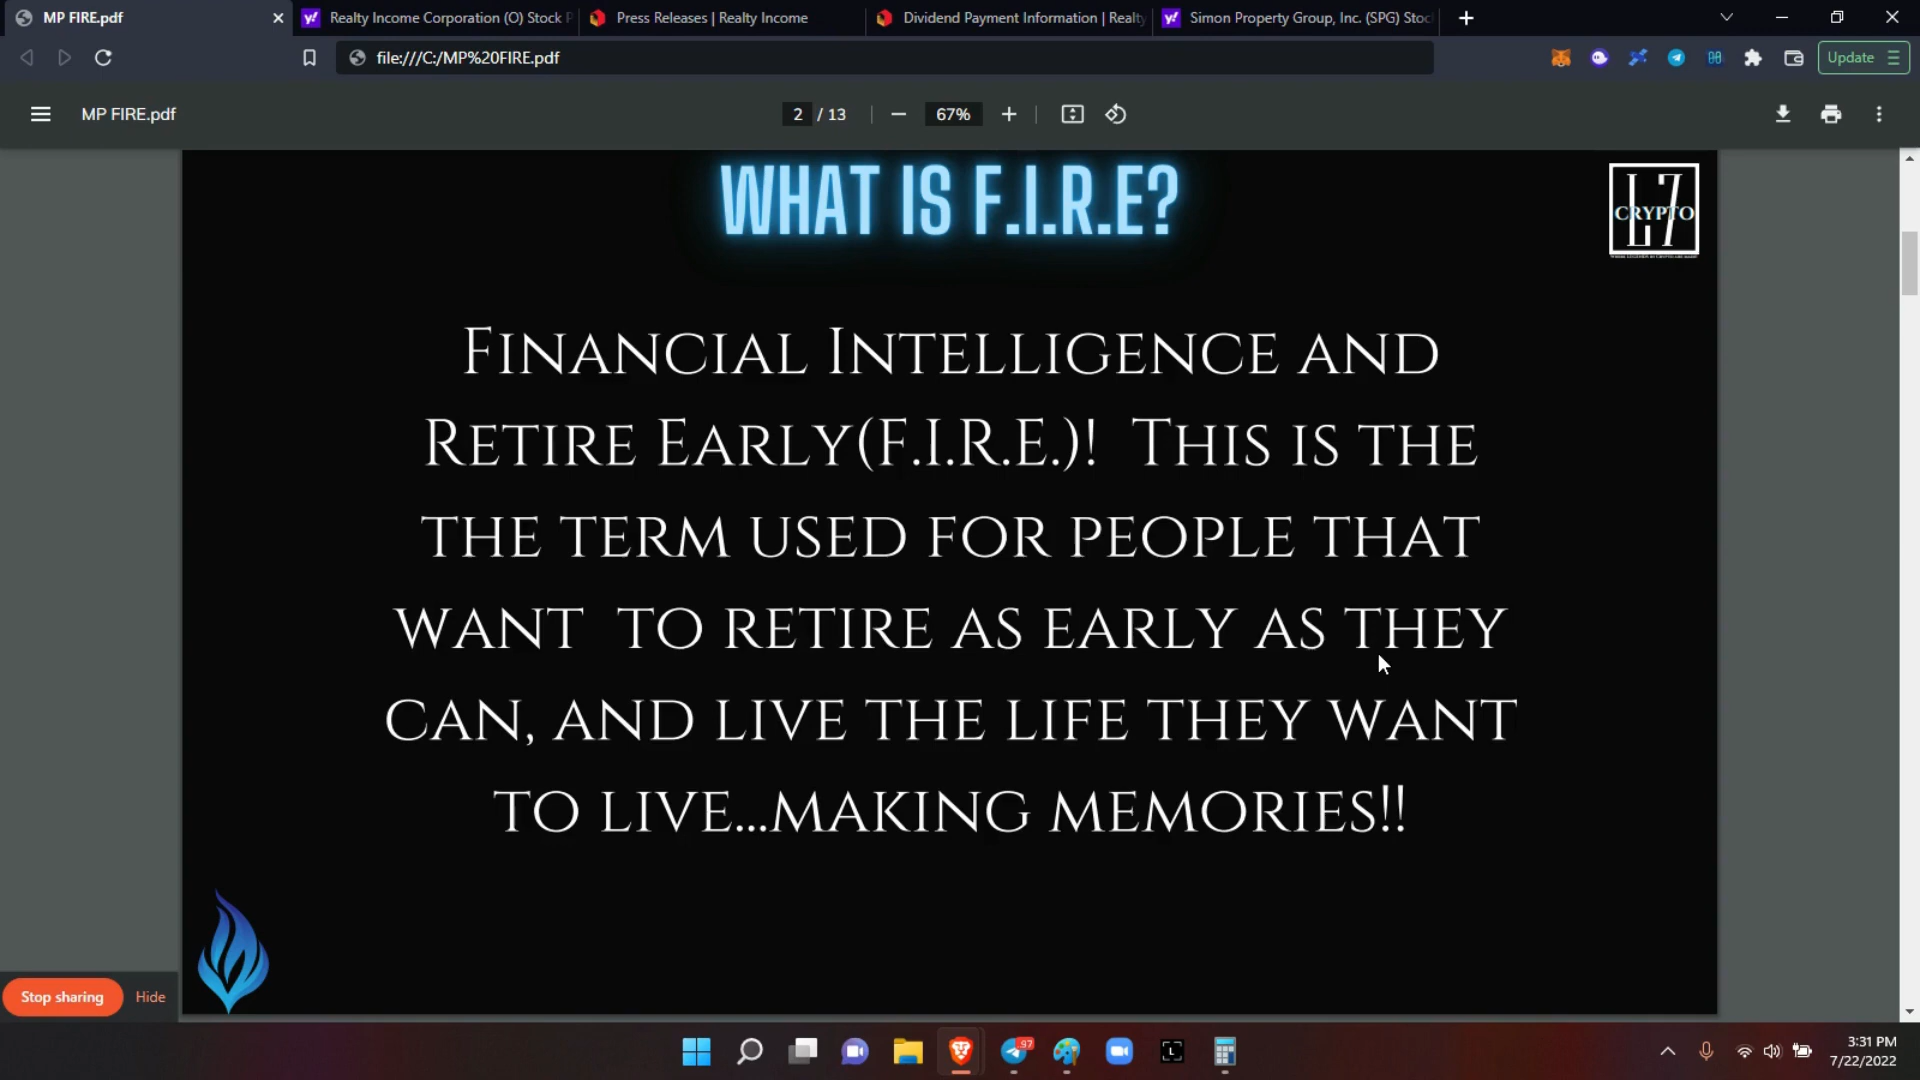 MP FIRE.pdf
Realty Income Corporation (O) Stock P
Press Releases | Realty Income
Dividend Payment Information | Realty
Simon Property Group, Inc. (SPG) Stoc
file:///C:/MP%20FIRE.pdf
Update
MP FIRE.pdf
2 / 13
67%
WHAT IS F.I.R.E?
L7
CRYPTO
Financial Intelligence and
Retire Early(F.I.R.E.)! This is the
the term used for people that
want to retire as early as they
can, and live the life they want
to live...making memories!!
Stop sharing
Hide
97
L
3:31 PM
7/22/2022